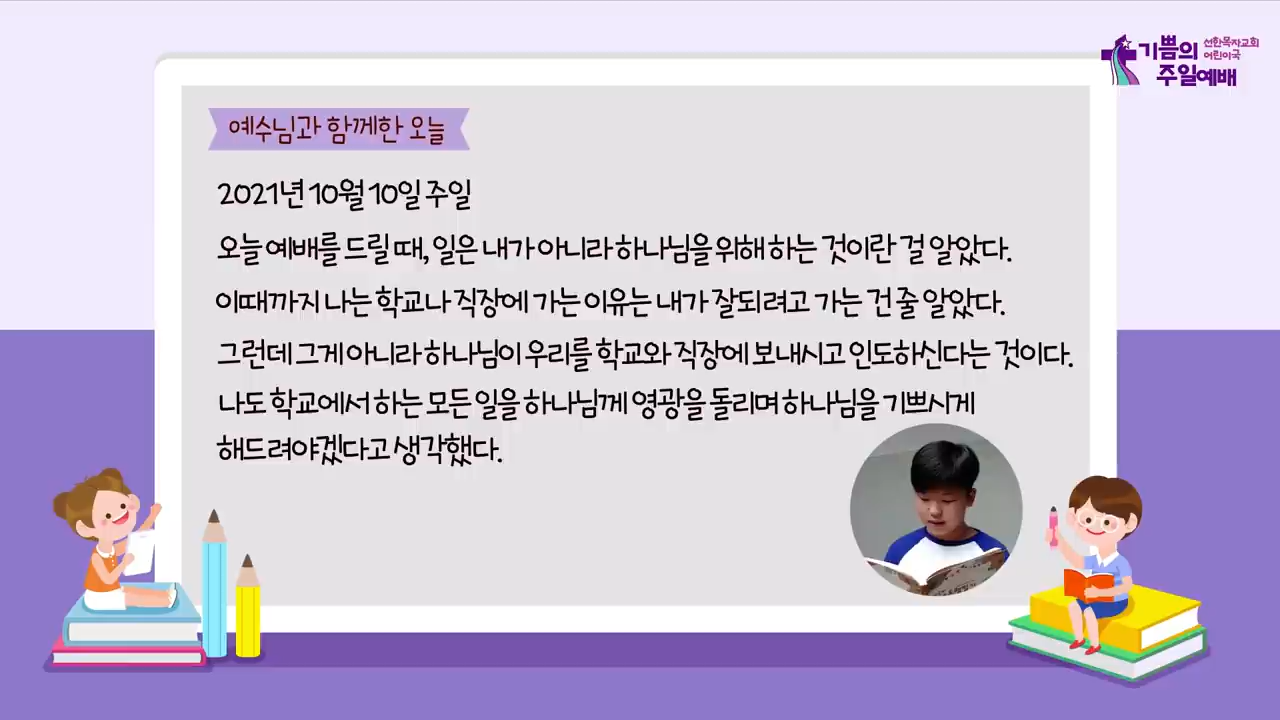 기쁨의 주일예배
선한목자교회
어린이국
예수님과 함께한 오늘
2021년 10월 10일 주일
오늘 예배를 드릴 때, 일은 내가 아니라 하나님을 위해 하는 것이란 걸 알았다.
이때까지 나는 학교나 직장에 가는 이유는 내가 잘되려고 가는 건 줄 알았다.
그런데 그게 아니라 하나님이 우리를 학교와 직장에 보내시고 인도하신다는 것이다.
나도 학교에서 하는 모든 일을 하나님께 영광을 돌리며 하나님을 기쁘시게
해드려야겠다고 생각했다.